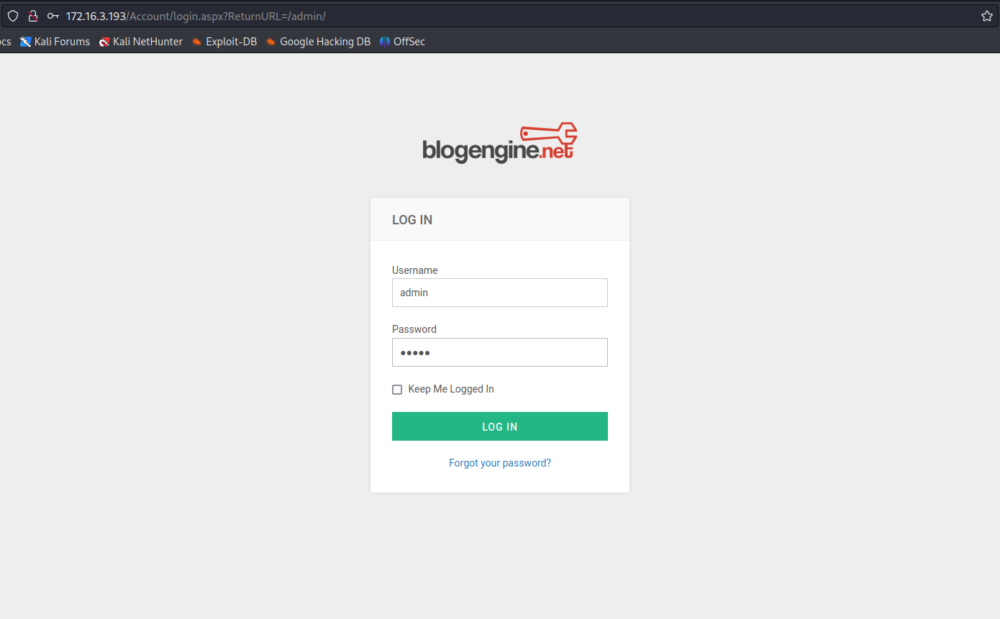 172.16.3.193/Account/login.aspx?ReturnURL=/admin/
ocs Kali Forums Kali NetHunter Exploit-DB Google Hacking DB OffSec
blogengine.net
LOG IN
Username
admin
Password
•••••
Keep Me Logged In
LOG IN
Forgot your password?